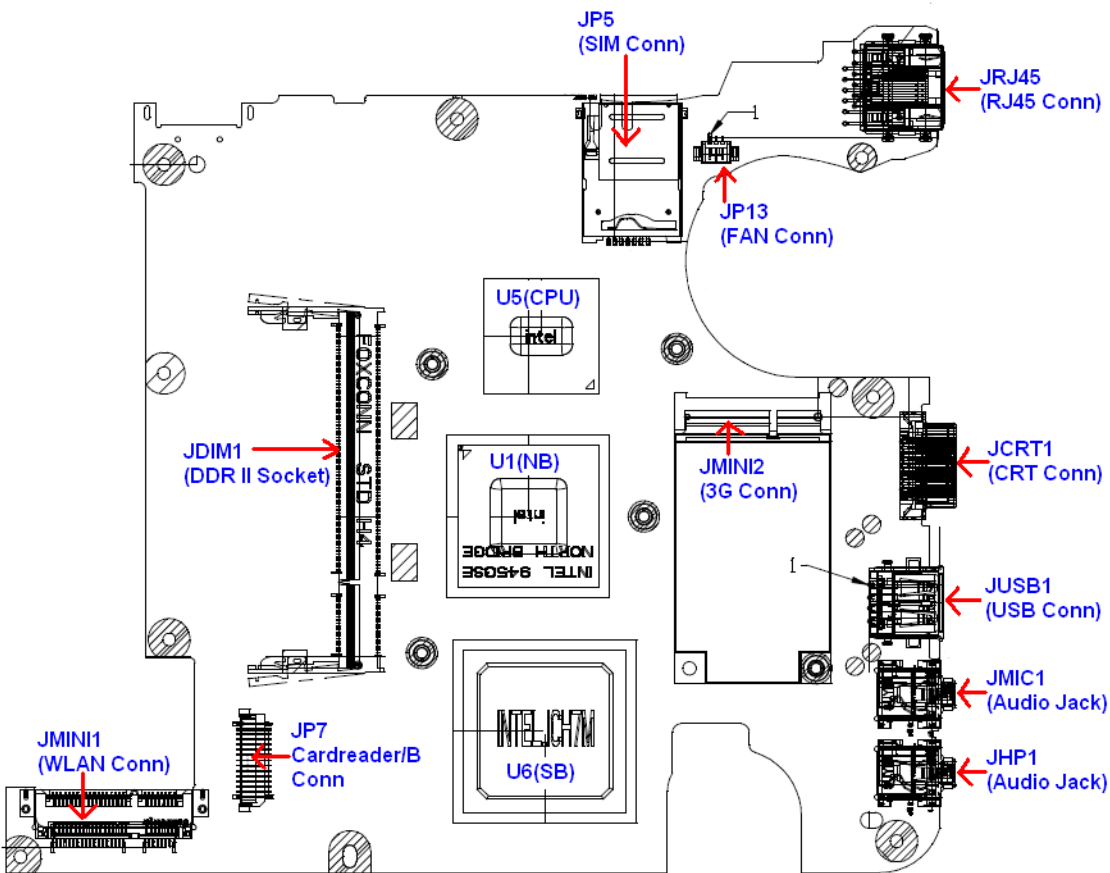 JP5
(SIM Conn)
JRJ45
(RJ45 Conn)
1
JP13
(FAN Conn)
U5(CPU)
intel
FOXCONN STD H4
JDIM1
(DDR II Socket)
U1(NB)
intel
INTEL 945GSE
NORTH BRIDGE
JMINI2
(3G Conn)
JCRT1
(CRT Conn)
1
JUSB1
(USB Conn)
JMIC1
(Audio Jack)
JHP1
(Audio Jack)
JMINI1
(WLAN Conn)
JP7
Cardreader/B
Conn
INTEL ICH7M
U6(SB)